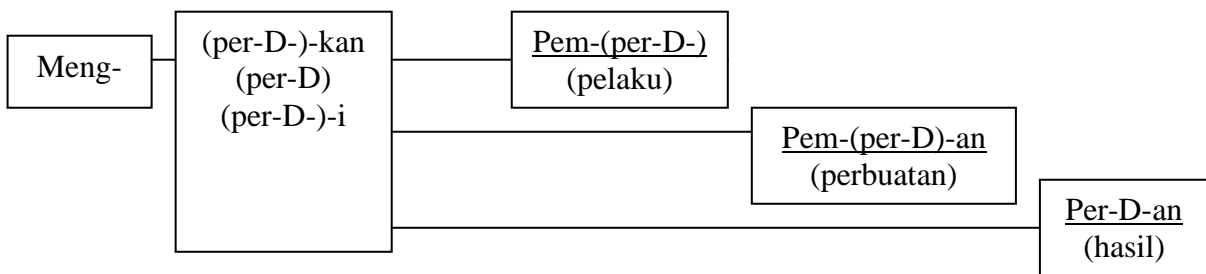 Meng-
(per-D-)-kan
(per-D)
(per-D-)-i
Pem-(per-D-)
(pelaku)
Pem-(per-D)-an
(perbuatan)
Per-D-an
(hasil)